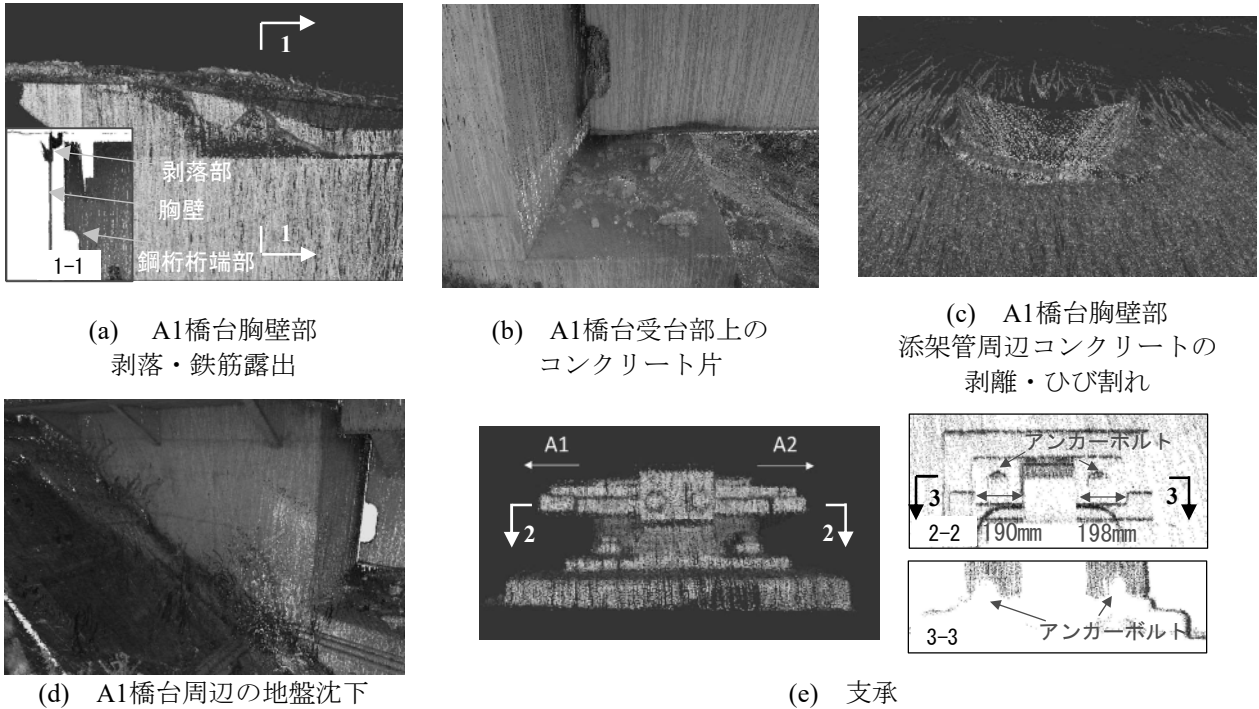 1
剥落部
胸壁
鋼桁桁端部
1
1-1
(a) A1橋台胸壁部
剥落・鉄筋露出
(b) A1橋台受台部上の
コンクリート片
(c) A1橋台胸壁部
添架管周辺コンクリートの
剥離・ひび割れ
(d) A1橋台周辺の地盤沈下
A1
A2
2
2
アンカーボルト
3
3
2-2
190mm
198mm
アンカーボルト
3-3
(e) 支承